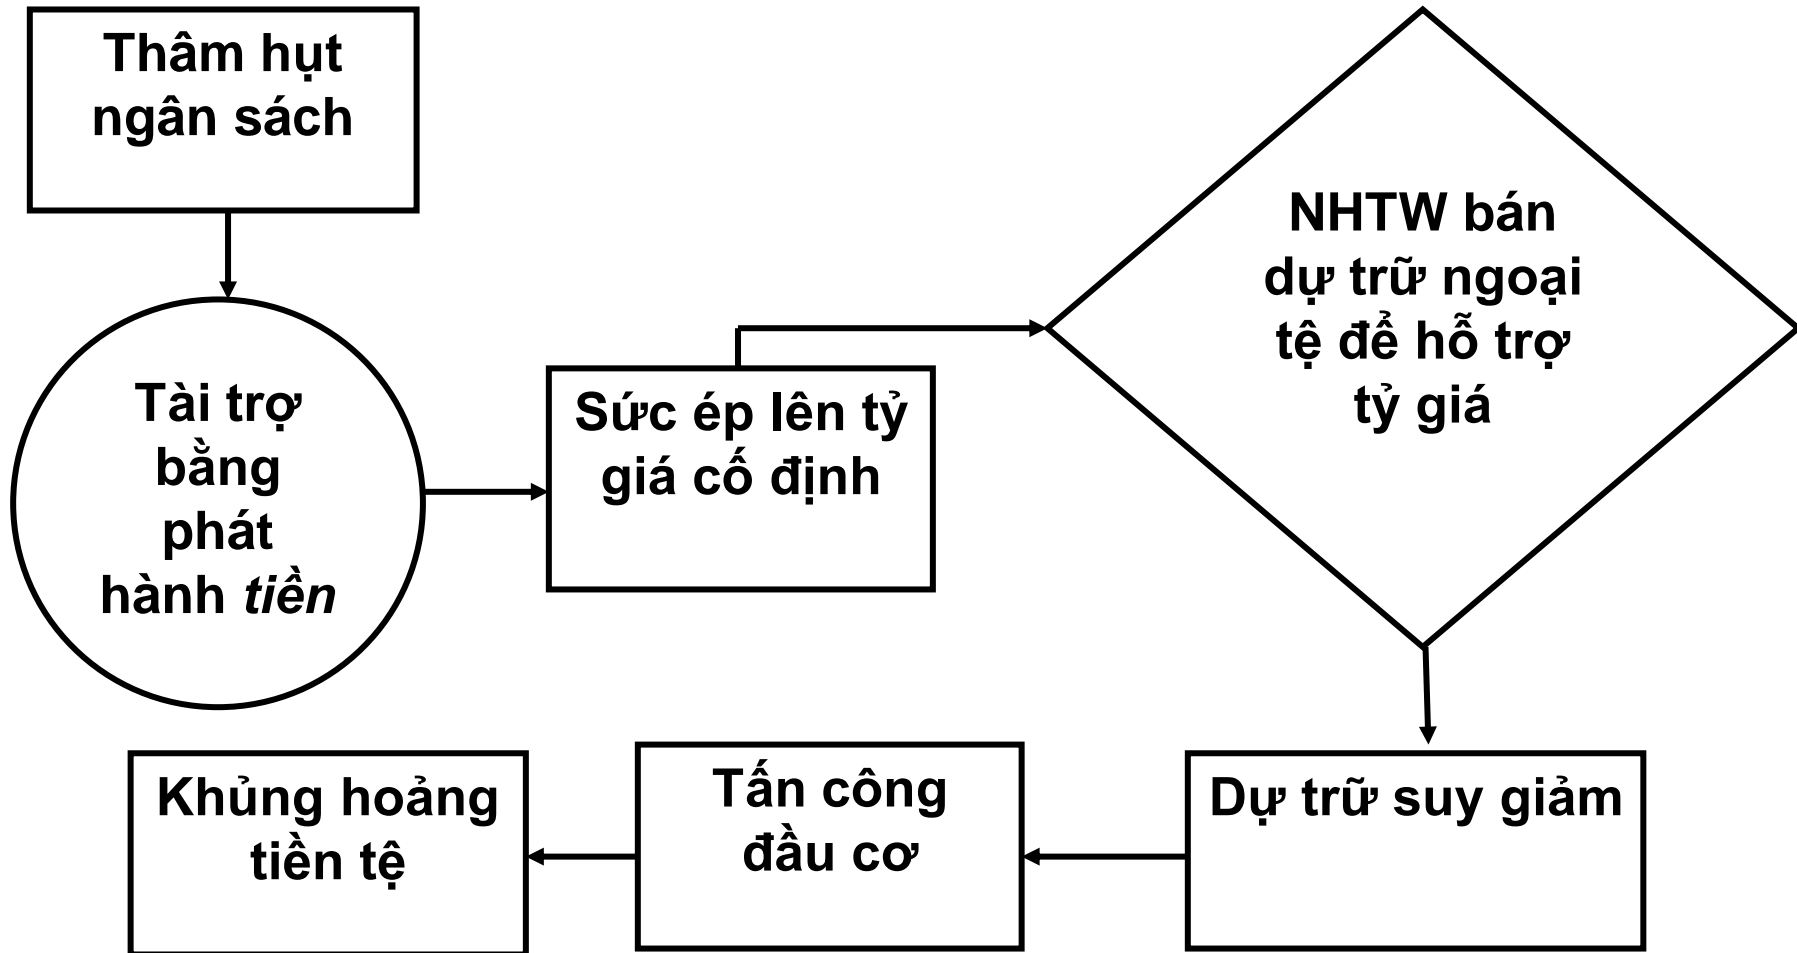 Thâm hụt
ngân sách
Tài trợ
bằng
phát
hành tiền
Sức ép lên tỷ
giá cố định
NHTW bán
dự trữ ngoại
tệ để hỗ trợ
tỷ giá
Dự trữ suy giảm
Tấn công
đầu cơ
Khủng hoảng
tiền tệ